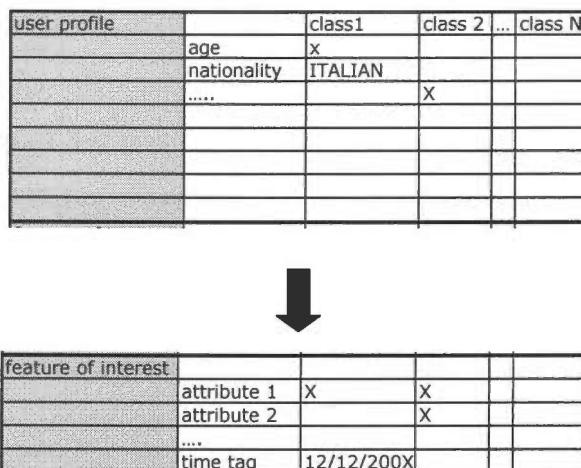 user profile class1 class 2 ... class N
age x
nationality ITALIAN
..... X
feature of interest
attribute 1 X X
attribute 2 X
....
time tag 12/12/200X